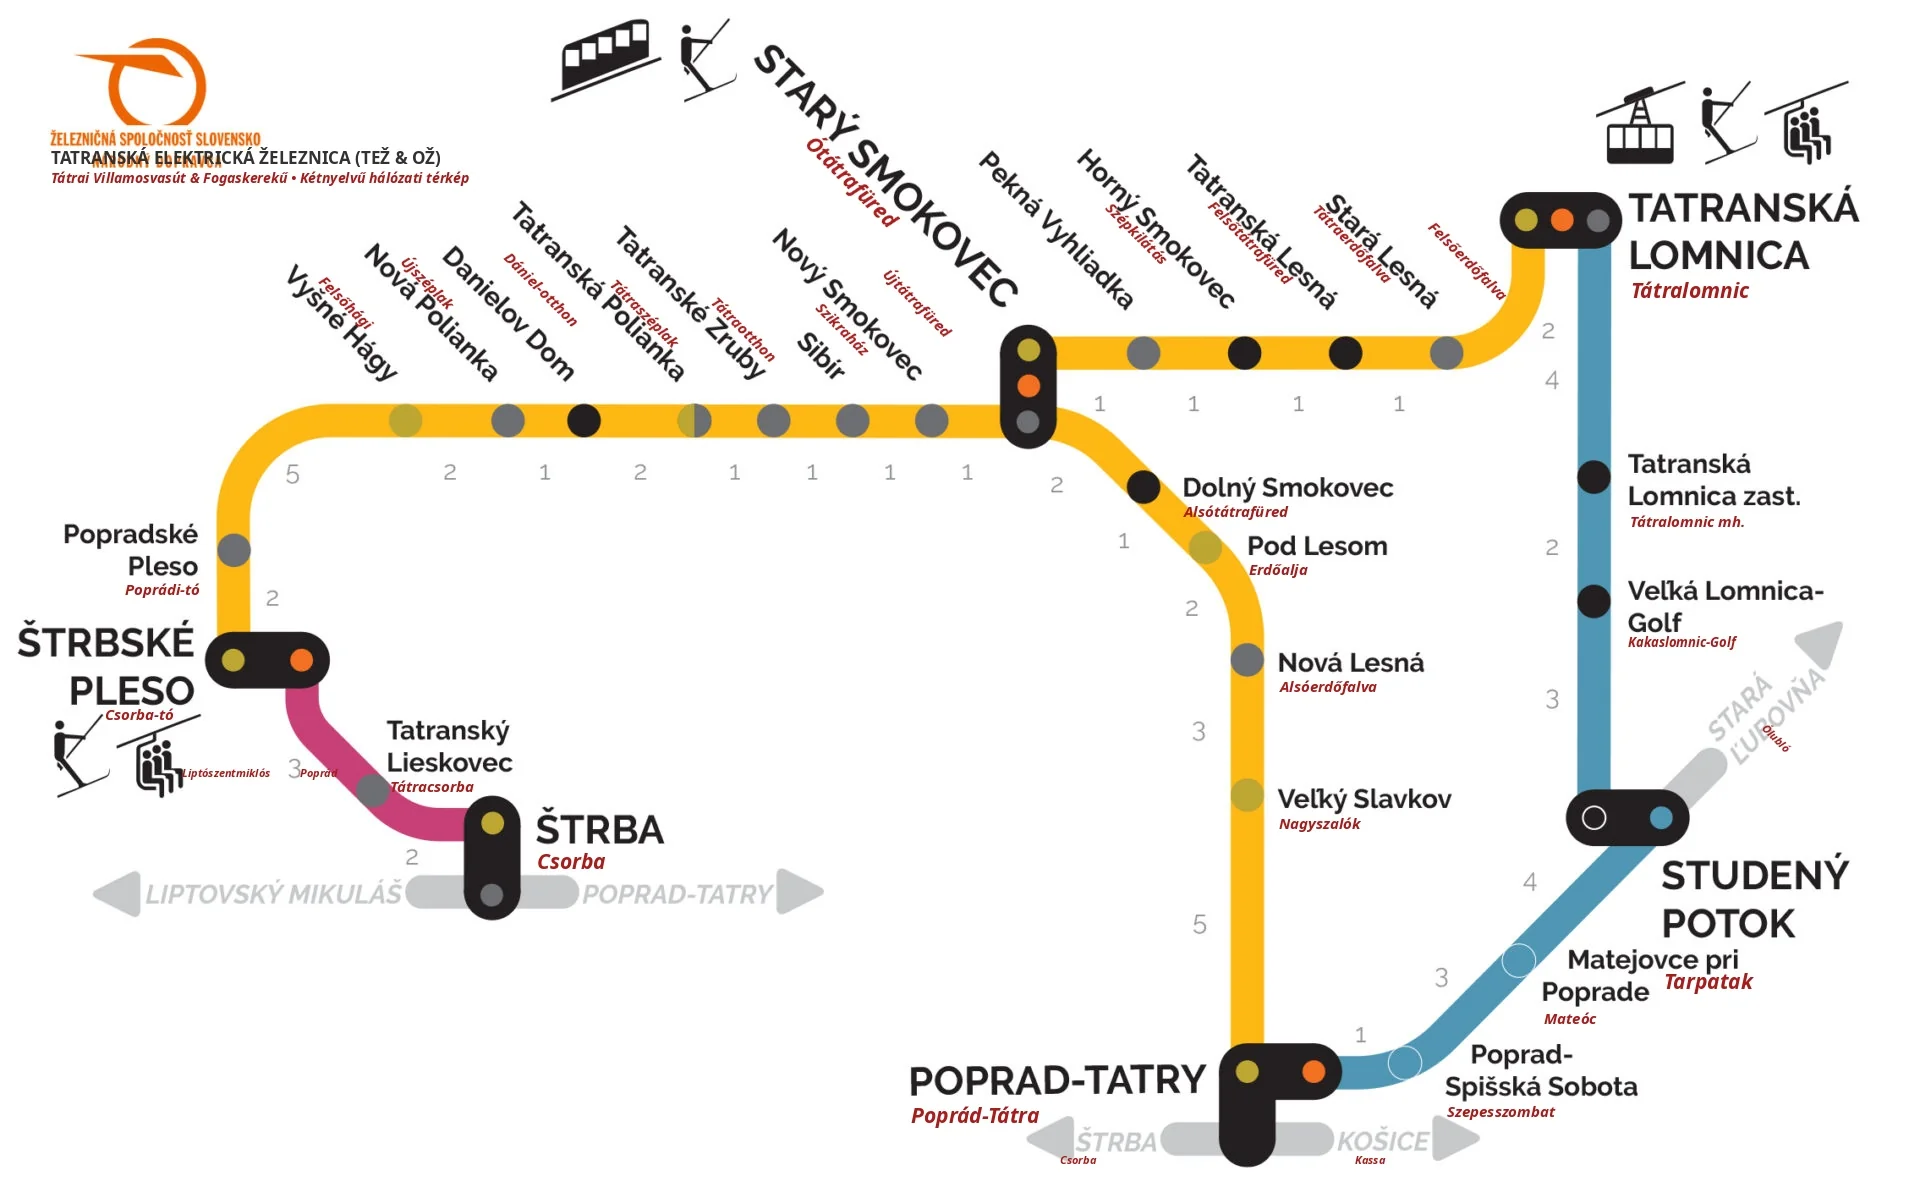 ŽELEZNIČNÁ SPOLOČNOSŤ SLOVENSKO
NÁRODNÝ DOPRAVCA
TATRANSKÁ ELEKTRICKÁ ŽELEZNICA (TEŽ & OŽ)
Tátrai Villamosvasút & Fogaskerekű • Kétnyelvű hálózati térkép
STARÝ SMOKOVEC
Ótátrafüred
Vyšné Hágy
Felsőhági
Nová Polianka
Újszéplak
Danielov Dom
Dániel-otthon
Tatranská Polianka
Tátraszéplak
Tatranské Zruby
Tátraotthon
Sibír
Szikraház
Nový Smokovec
Újtátrafüred
Pekná Vyhliadka
Szépkilátás
Horný Smokovec
Felsőtátrafüred
Tatranská Lesná
Tátraerdőfalva
Stará Lesná
Felsőerdőfalva
TATRANSKÁ
LOMNICA
Tátralomnic
2
4
1
1
1
1
5
2
1
2
1
1
1
1
2
Popradské
Pleso
Poprádi-tó
2
ŠTRBSKÉ
PLESO
Csorba-tó
Liptószentmiklós
3
Poprád
Tatranský
Lieskovec
Tátracsorba
ŠTRBA
Csorba
2
LIPTOVSKÝ MIKULÁŠ
POPRAD-TATRY
Dolný Smokovec
Alsótátrafüred
1
Pod Lesom
Erdőalja
2
Nová Lesná
Alsóerdőfalva
3
Veľký Slavkov
Nagyszalók
5
Tatranská
Lomnica zast.
Tátralomnic mh.
2
Veľká Lomnica-
Golf
Kakaslomnic-Golf
3
STARÁ
ĽUBOVŇA
Ólubló
STUDENÝ
POTOK
Tarpatak
4
Matejovce pri
Poprade
Mateóc
3
1
Poprad-
Spišská Sobota
Szepesszombat
POPRAD-TATRY
Poprád-Tátra
ŠTRBA
Csorba
KOŠICE
Kassa